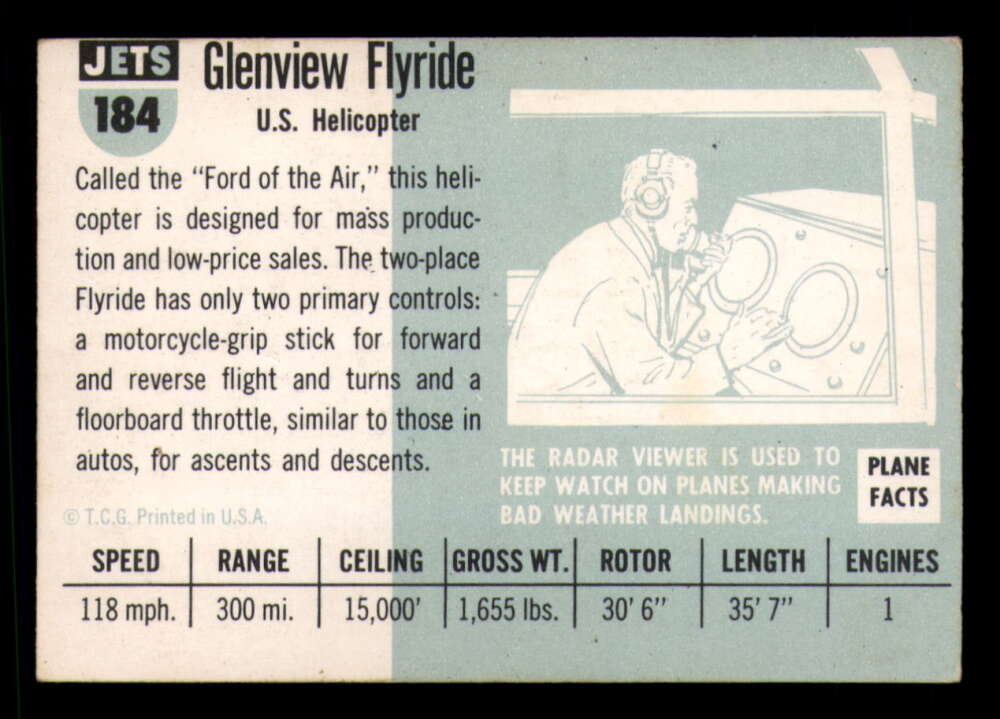 JETS
184
Glenview Flyride
U.S. Helicopter
Called the "Ford of the Air," this heli-
copter is designed for mass produc-
tion and low-price sales. The two-place
Flyride has only two primary controls:
a motorcycle-grip stick for forward
and reverse flight and turns and a
floorboard throttle, similar to those in
autos, for ascents and descents.
© T.C.G. Printed in U.S.A.
THE RADAR VIEWER IS USED TO
KEEP WATCH ON PLANES MAKING
BAD WEATHER LANDINGS.
PLANE
FACTS
SPEED RANGE CEILING GROSS WT. ROTOR LENGTH ENGINES
118 mph. 300 mi. 15,000' 1,655 lbs. 30' 6" 35' 7" 1